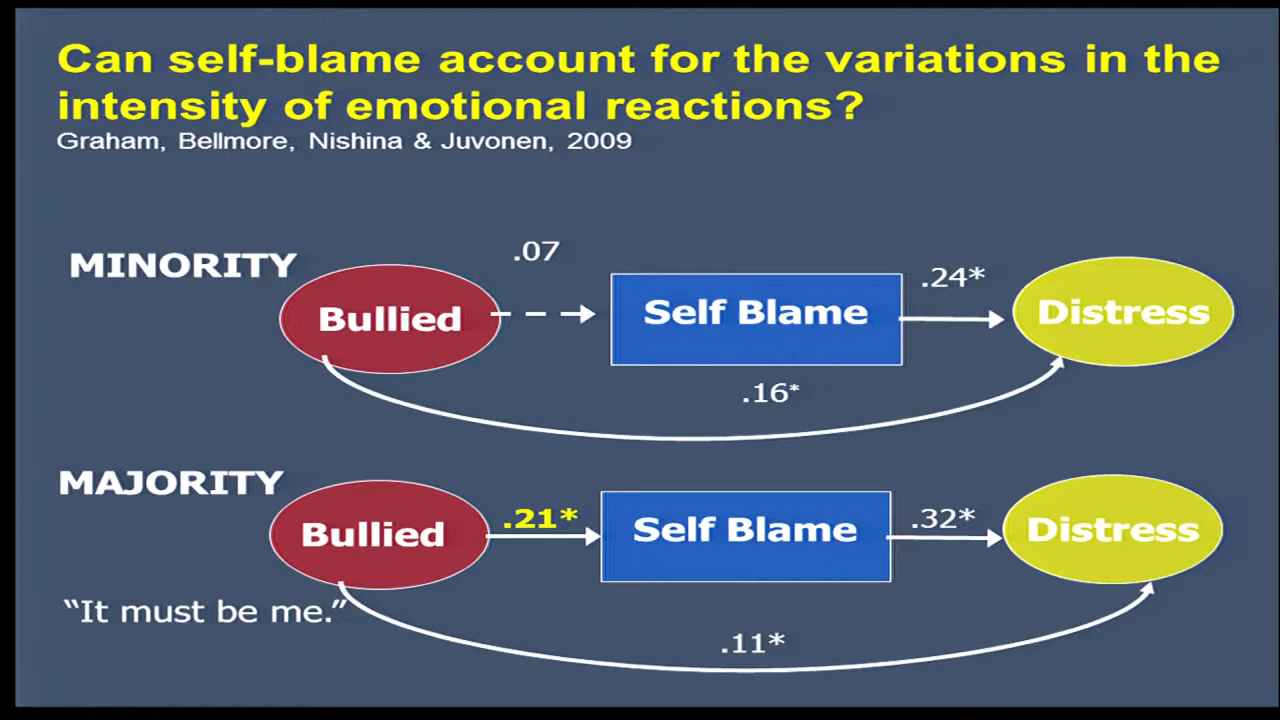 Can self-blame account for the variations in the
intensity of emotional reactions?
Graham, Bellmore, Nishina & Juvonen, 2009
MINORITY
.07
Bullied
Self Blame
.24*
Distress
.16*
MAJORITY
Bullied
.21*
Self Blame
.32*
Distress
“It must be me.”
.11*